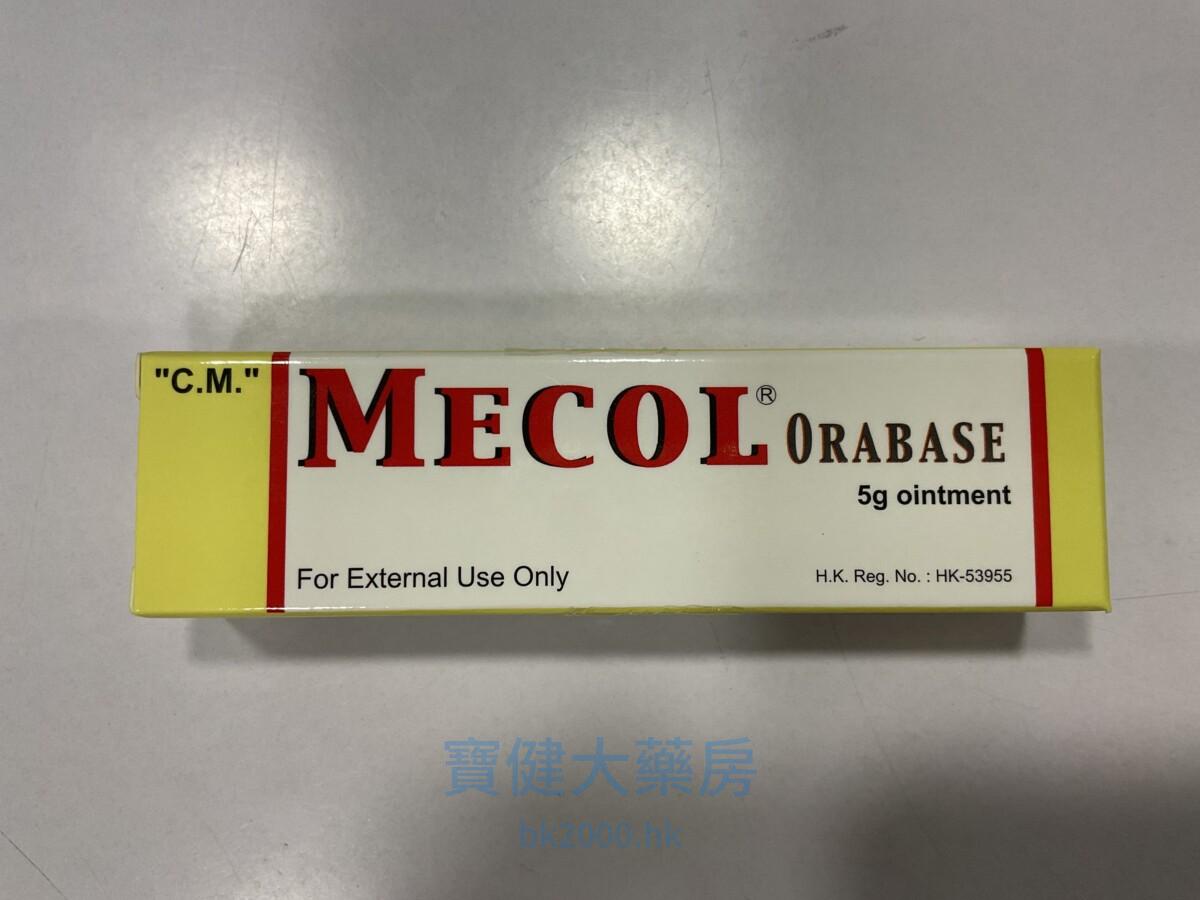 "C.M."
MECOL® ORABASE
5g ointment
For External Use Only
H.K. Reg. No. : HK-53955
寶健大藥房
bk2000.hk